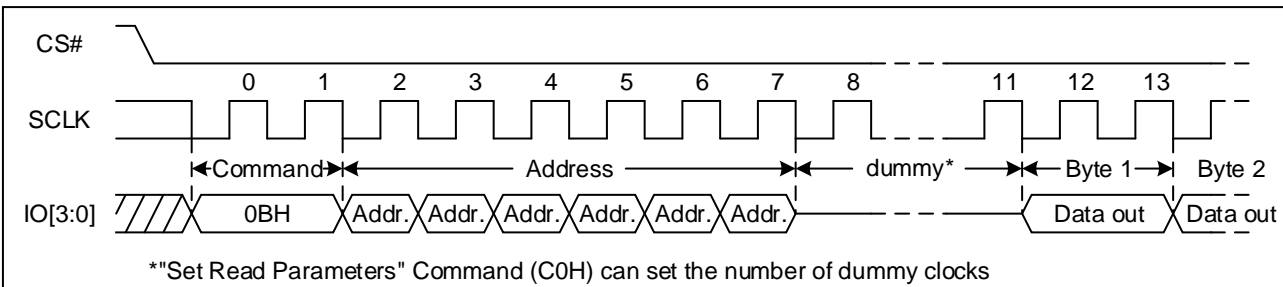 CS#
0 1 2 3 4 5 6 7 8 11 12 13
SCLK
Command Address dummy* Byte 1 Byte 2
IO[3:0] 0BH Addr. Addr. Addr. Addr. Addr. Addr. Data out Data out
*"Set Read Parameters" Command (C0H) can set the number of dummy clocks